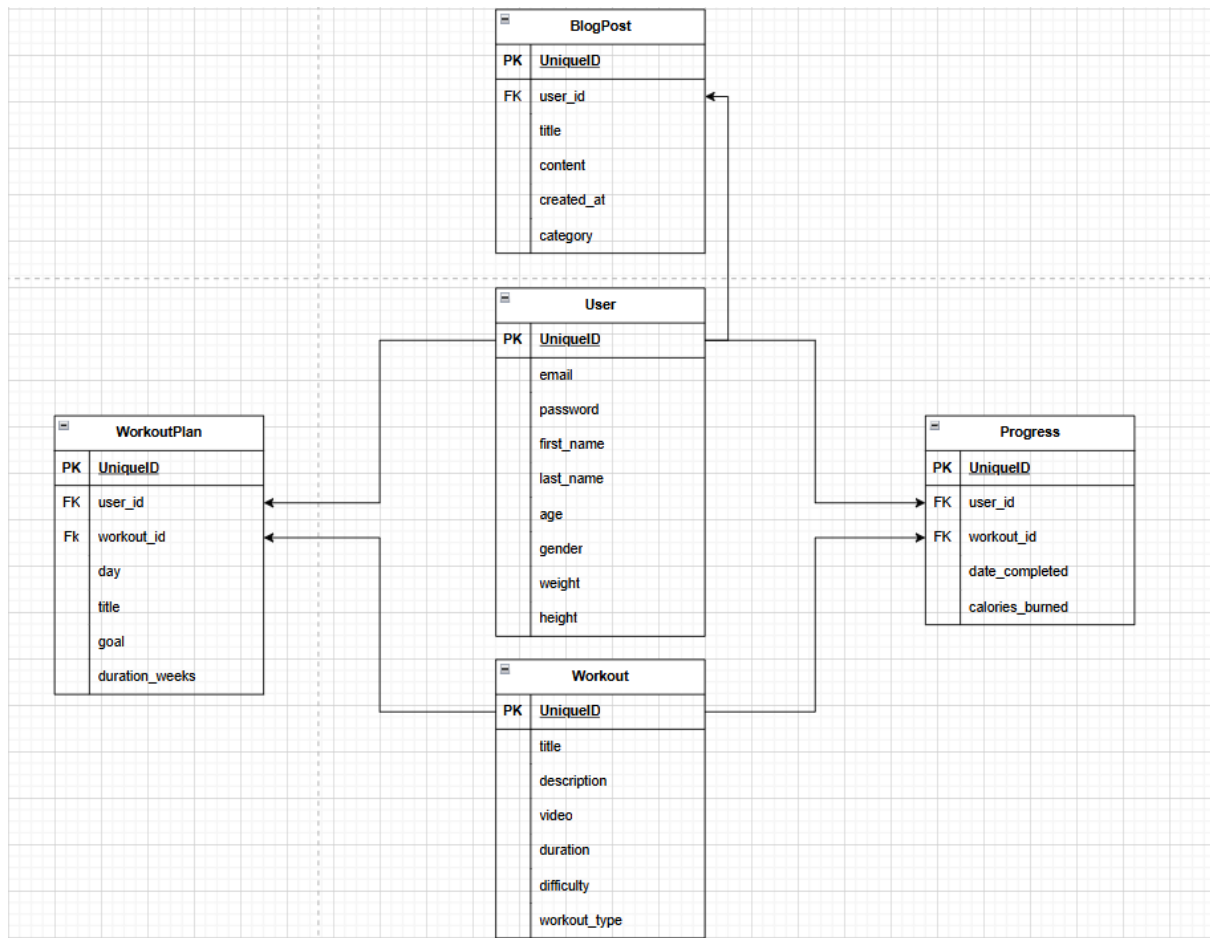 BlogPost
PK UniqueID
FK user_id
title
content
created_at
category
User
PK UniqueID
email
password
first_name
last_name
age
gender
weight
height
WorkoutPlan
PK UniqueID
FK user_id
Fk workout_id
day
title
goal
duration_weeks
Progress
PK UniqueID
FK user_id
FK workout_id
date_completed
calories_burned
Workout
PK UniqueID
title
description
video
duration
difficulty
workout_type